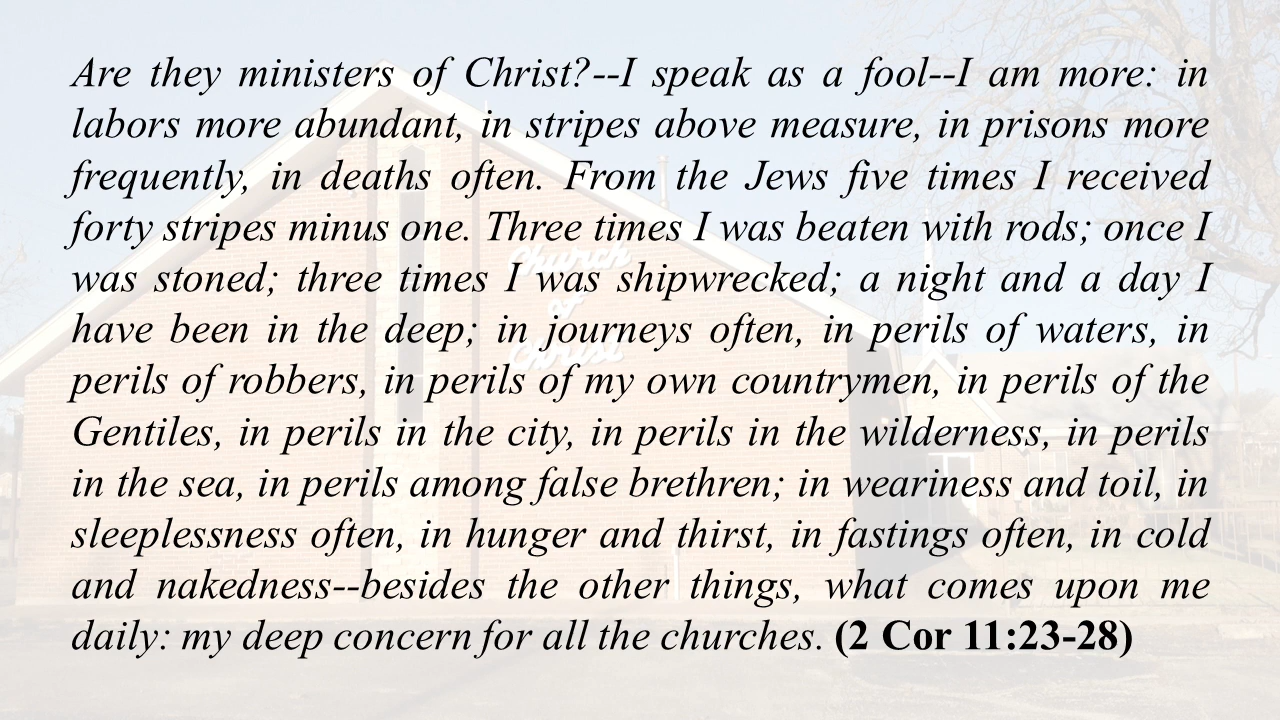 Are they ministers of Christ?--I speak as a fool--I am more: in
labors more abundant, in stripes above measure, in prisons more
frequently, in deaths often. From the Jews five times I received
forty stripes minus one. Three times I was beaten with rods; once I
was stoned; three times I was shipwrecked; a night and a day I
have been in the deep; in journeys often, in perils of waters, in
perils of robbers, in perils of my own countrymen, in perils of the
Gentiles, in perils in the city, in perils in the wilderness, in perils
in the sea, in perils among false brethren; in weariness and toil, in
sleeplessness often, in hunger and thirst, in fastings often, in cold
and nakedness--besides the other things, what comes upon me
daily: my deep concern for all the churches. (2 Cor 11:23-28)
Church
of
Christ